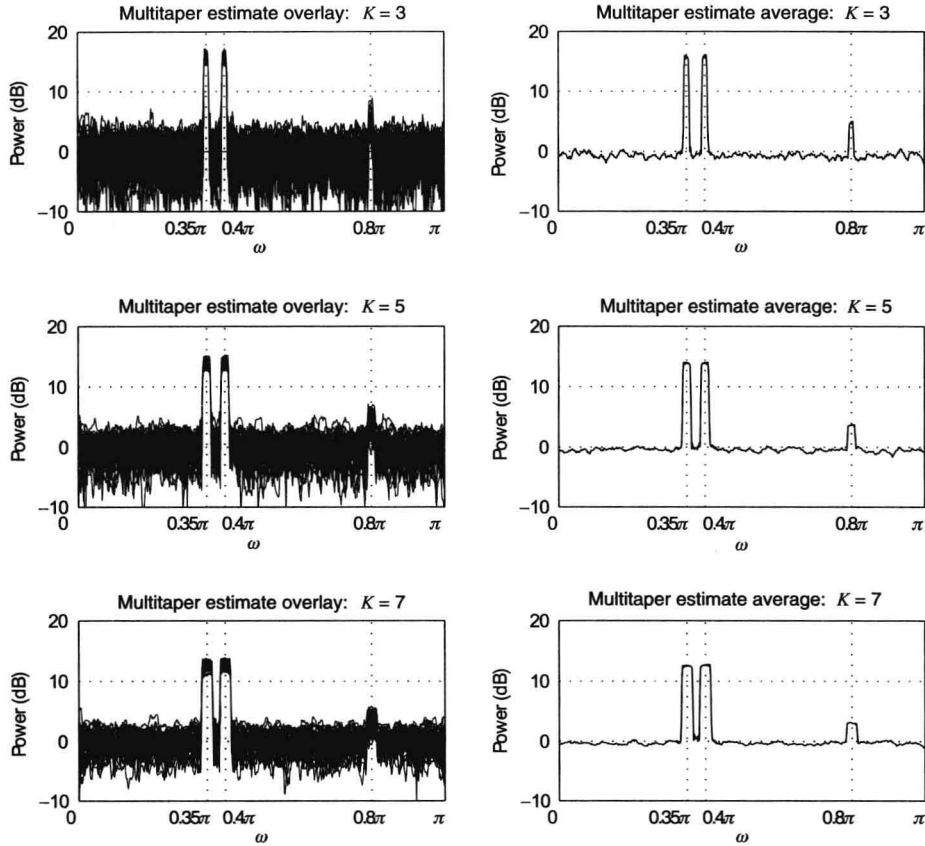 Multitaper estimate overlay: K = 3
20
10
0
−10
Power (dB)
0
0.35π
0.4π
0.8π
π
ω
Multitaper estimate average: K = 3
20
10
0
−10
Power (dB)
0
0.35π
0.4π
0.8π
π
ω
Multitaper estimate overlay: K = 5
20
10
0
−10
Power (dB)
0
0.35π
0.4π
0.8π
π
ω
Multitaper estimate average: K = 5
20
10
0
−10
Power (dB)
0
0.35π
0.4π
0.8π
π
ω
Multitaper estimate overlay: K = 7
20
10
0
−10
Power (dB)
0
0.35π
0.4π
0.8π
π
ω
Multitaper estimate average: K = 7
20
10
0
−10
Power (dB)
0
0.35π
0.4π
0.8π
π
ω